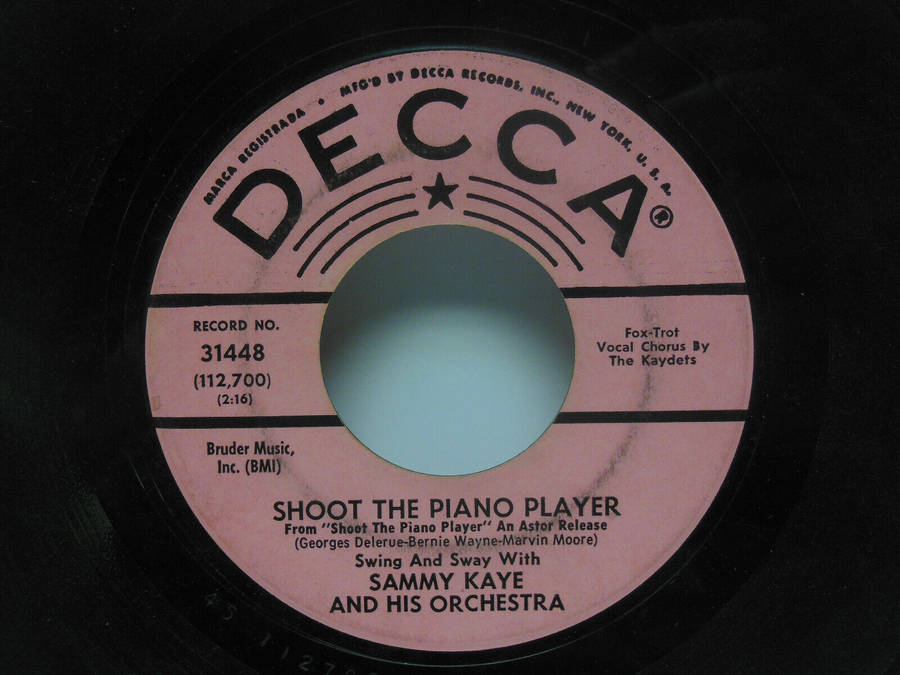 MARCA REGISTRADA • MFG'D BY DECCA RECORDS, INC., NEW YORK, U. S. A.
DECCA®
RECORD NO.
31448
(112,700)
(2:16)
Fox-Trot
Vocal Chorus By
The Kaydets
Bruder Music,
Inc. (BMI)
SHOOT THE PIANO PLAYER
From "Shoot The Piano Player" An Astor Release
(Georges Delerue-Bernie Wayne-Marvin Moore)
Swing And Sway With
SAMMY KAYE
AND HIS ORCHESTRA
45